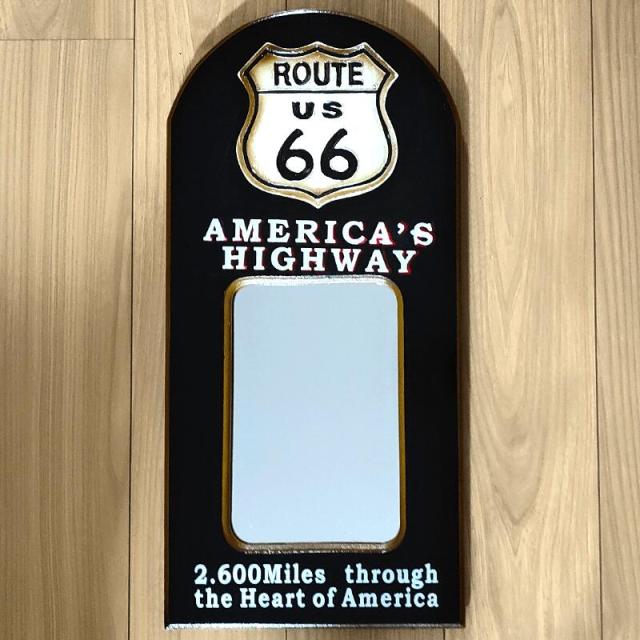 ROUTE
US
66
AMERICA'S
HIGHWAY
2.600Miles through
the Heart of America